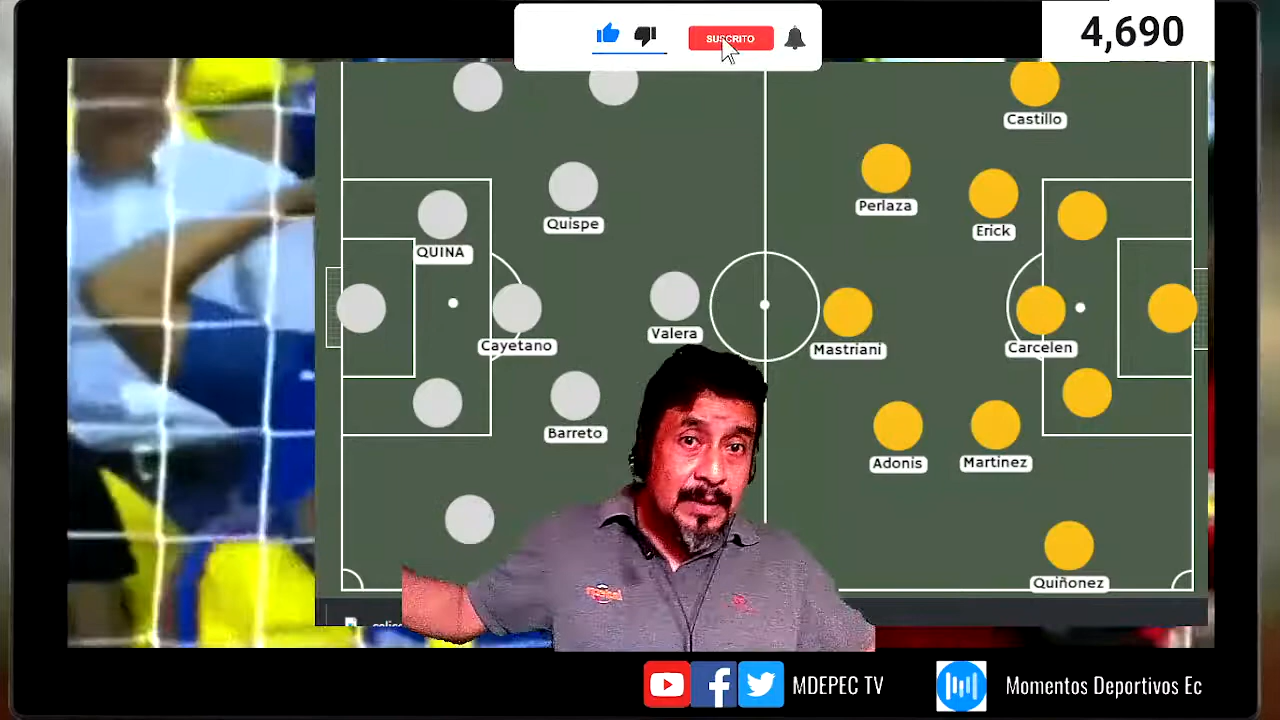 SUSCRITO
4,690
Castillo
Perlaza
Erick
Quispe
QUINA
Valera
Cayetano
Mastriani
Carcelen
Barreto
Adonis
Martinez
Quiñonez
MDEPEC TV
Momentos Deportivos Ec